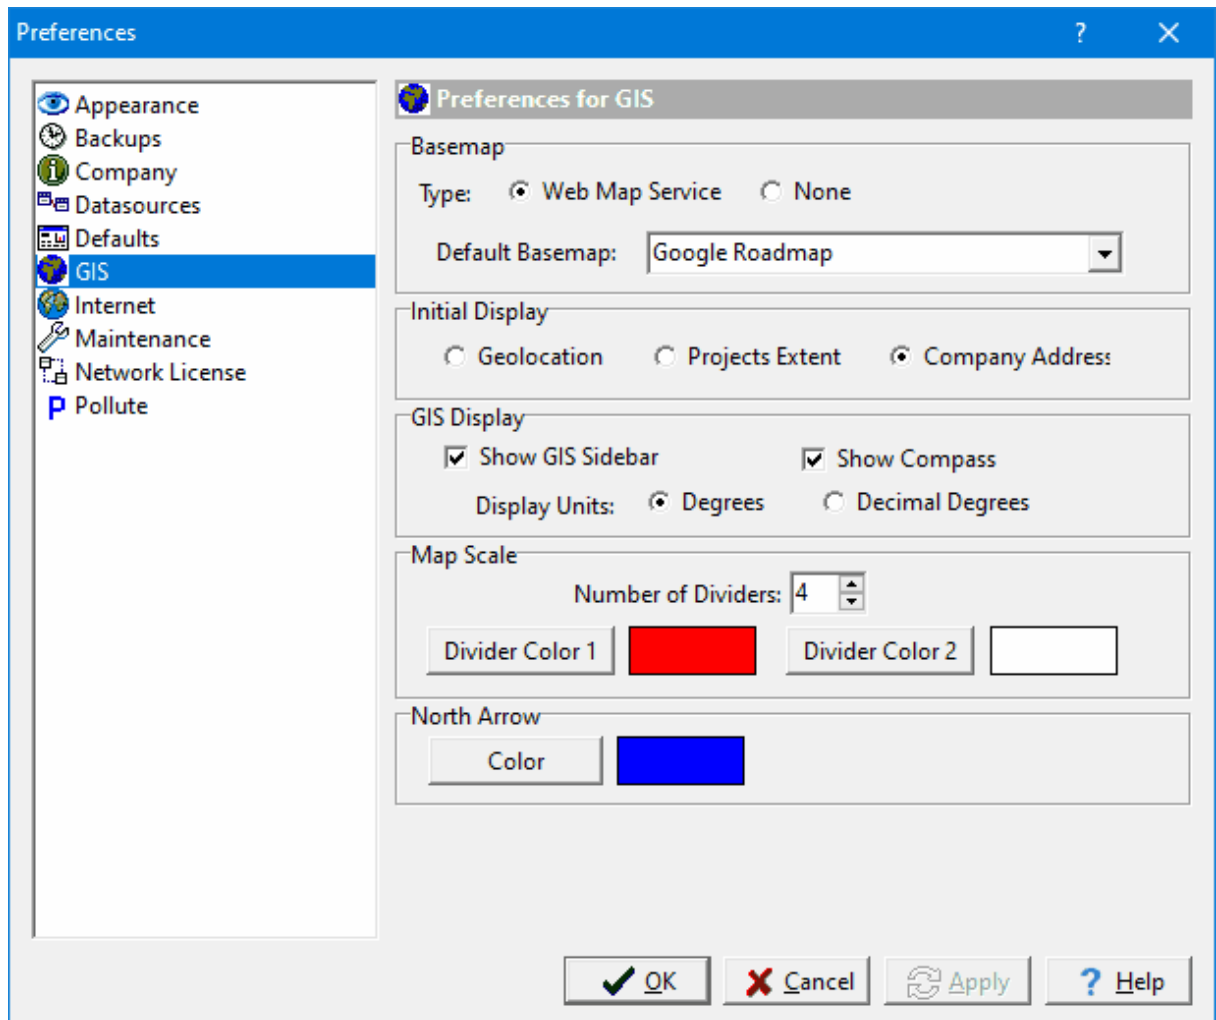 Preferences
Appearance
Backups
Company
Datasources
Defaults
GIS
Internet
Maintenance
Network License
Pollute
Preferences for GIS
Basemap
Type: Web Map Service None
Default Basemap: Google Roadmap
Initial Display
Geolocation Projects Extent Company Address
GIS Display
Show GIS Sidebar Show Compass
Display Units: Degrees Decimal Degrees
Map Scale
Number of Dividers: 4
Divider Color 1 Divider Color 2
North Arrow
Color
OK Cancel Apply Help